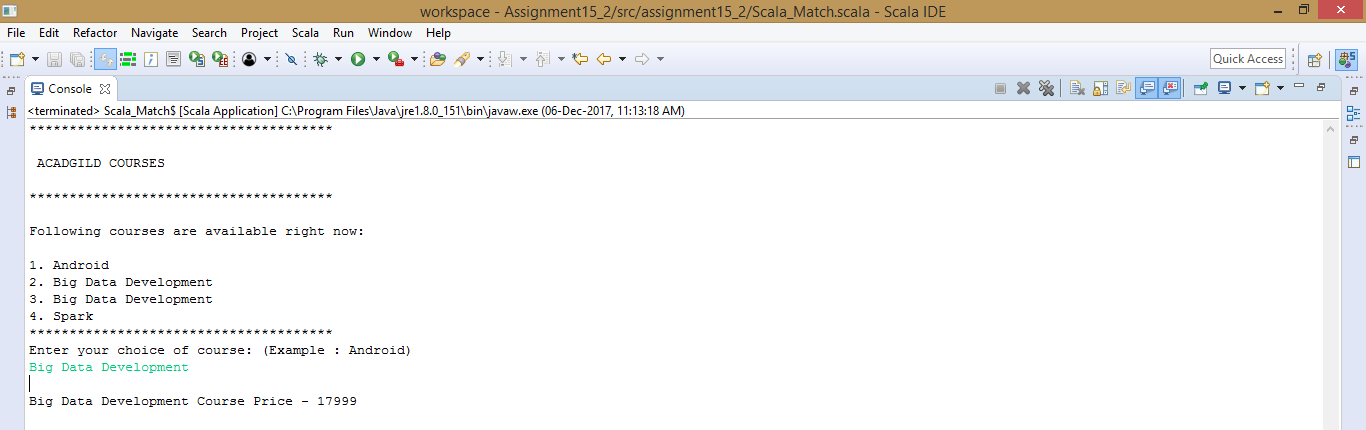 workspace - Assignment15_2/src/assignment15_2/Scala_Match.scala - Scala IDE
File Edit Refactor Navigate Search Project Scala Run Window Help
Quick Access
Console
<terminated> Scala_Match$ [Scala Application] C:\Program Files\Java\jre1.8.0_151\bin\javaw.exe (06-Dec-2017, 11:13:18 AM)
**************************************
ACADGILD COURSES
**************************************
Following courses are available right now:
1. Android
2. Big Data Development
3. Big Data Development
4. Spark
**************************************
Enter your choice of course: (Example : Android)
Big Data Development
Big Data Development Course Price - 17999